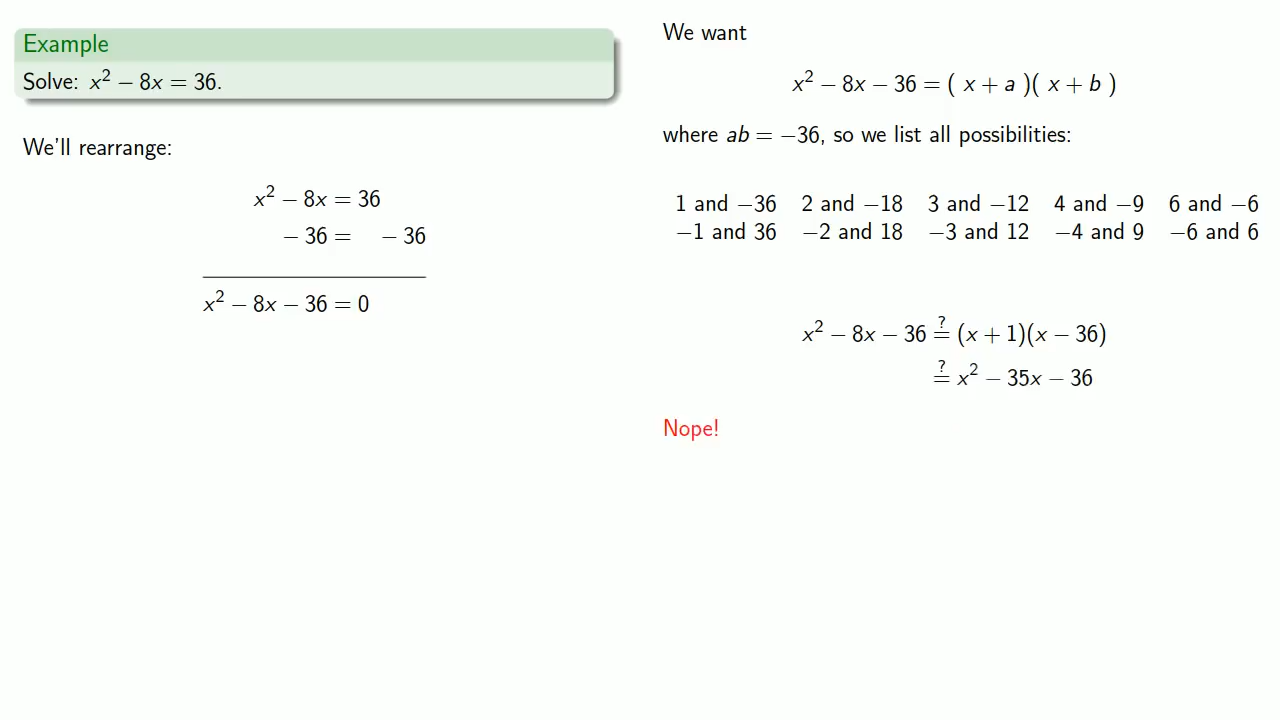 Example
Solve: x² − 8x = 36.
We'll rearrange:
x² − 8x = 36
− 36 = − 36
x² − 8x − 36 = 0
We want
x² − 8x − 36 = ( x + a )( x + b )
where ab = −36, so we list all possibilities:
1 and −36 2 and −18 3 and −12 4 and −9 6 and −6
−1 and 36 −2 and 18 −3 and 12 −4 and 9 −6 and 6
x² − 8x − 36 ≟ (x + 1)(x − 36)
≟ x² − 35x − 36
Nope!